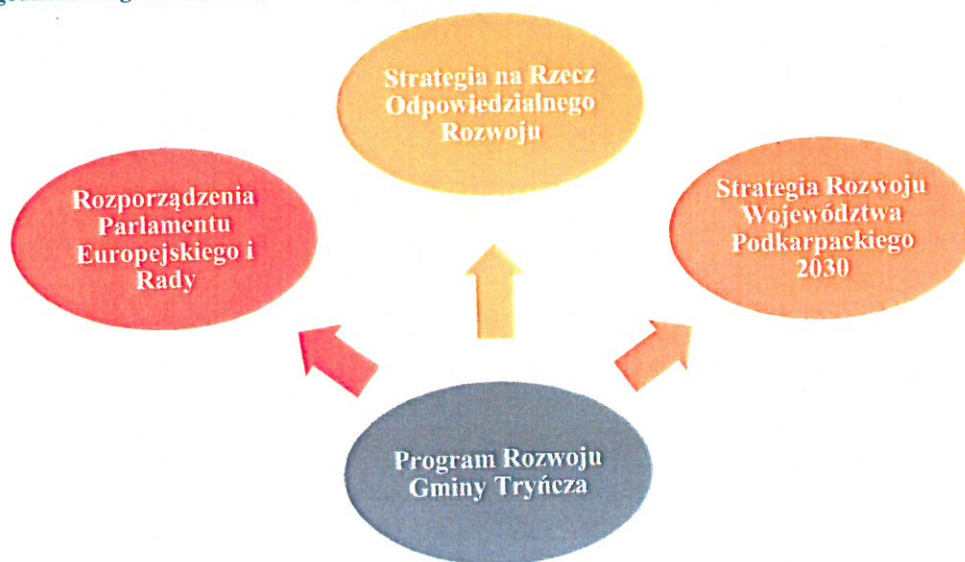 Strategia na Rzecz
Odpowiedzialnego
Rozwoju
Rozporządzenia
Parlamentu
Europejskiego i
Rady
Strategia Rozwoju
Województwa
Podkarpackiego
2030
Program Rozwoju
Gminy Tryńcza